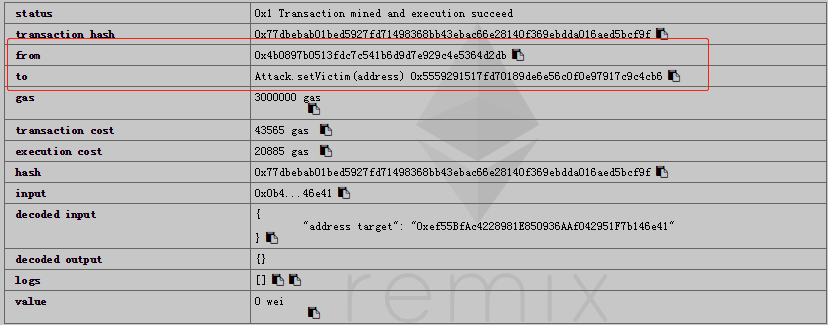 status 0x1 Transaction mined and execution succeed
transaction hash 0x77dbebab01bed5927fd71498368bb43ebac66e28140f369ebdda016aed5bcf9f
from 0x4b0897b0513fdc7c541b6d9d7e929c4e5364d2db
to Attack.setVictim(address) 0x5559291517fd70189de6e56c0f0e97917c9c4cb6
gas 3000000 gas
transaction cost 43565 gas
execution cost 20885 gas
hash 0x77dbebab01bed5927fd71498368bb43ebac66e28140f369ebdda016aed5bcf9f
input 0x0b4...46e41
decoded input {
"address target": "0xef55BfAc4228981E850936AAf042951F7b146e41"
}
decoded output {}
logs []
value 0 wei
remix